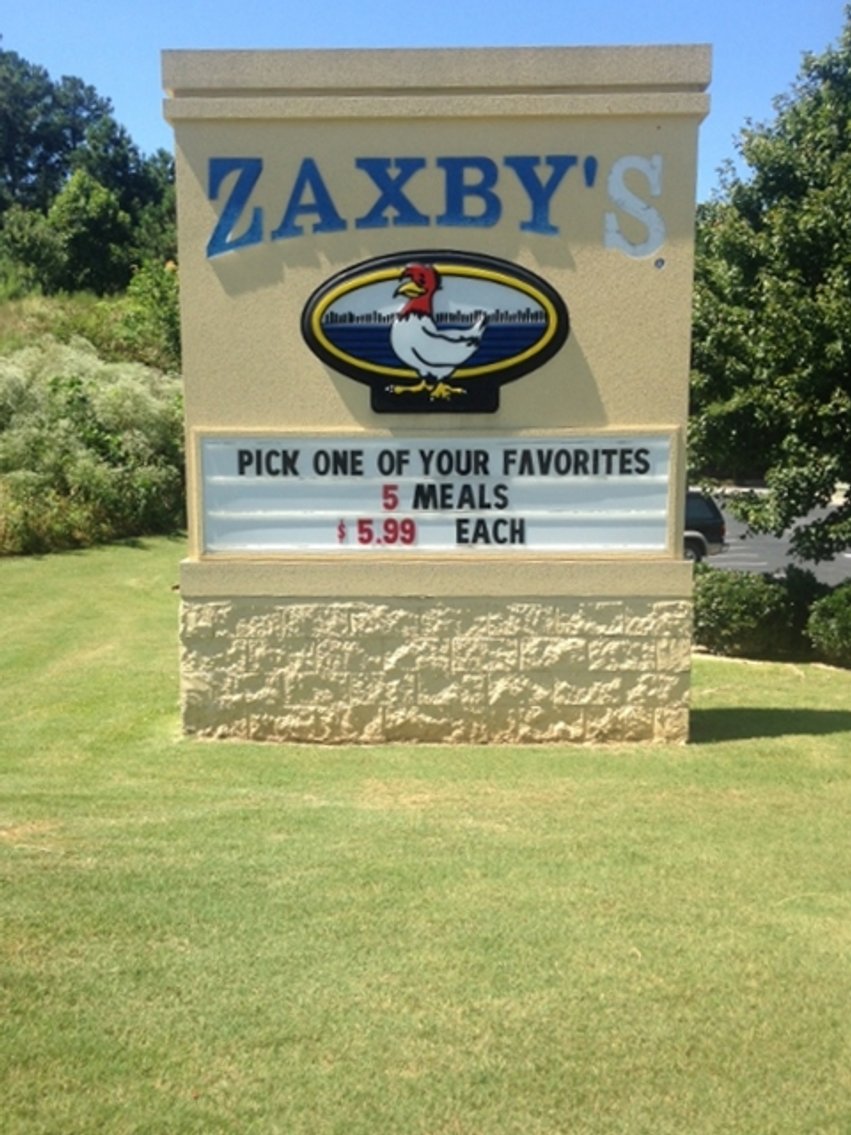 ZAXBY'S
PICK ONE OF YOUR FAVORITES
5 MEALS
$ 5.99 EACH